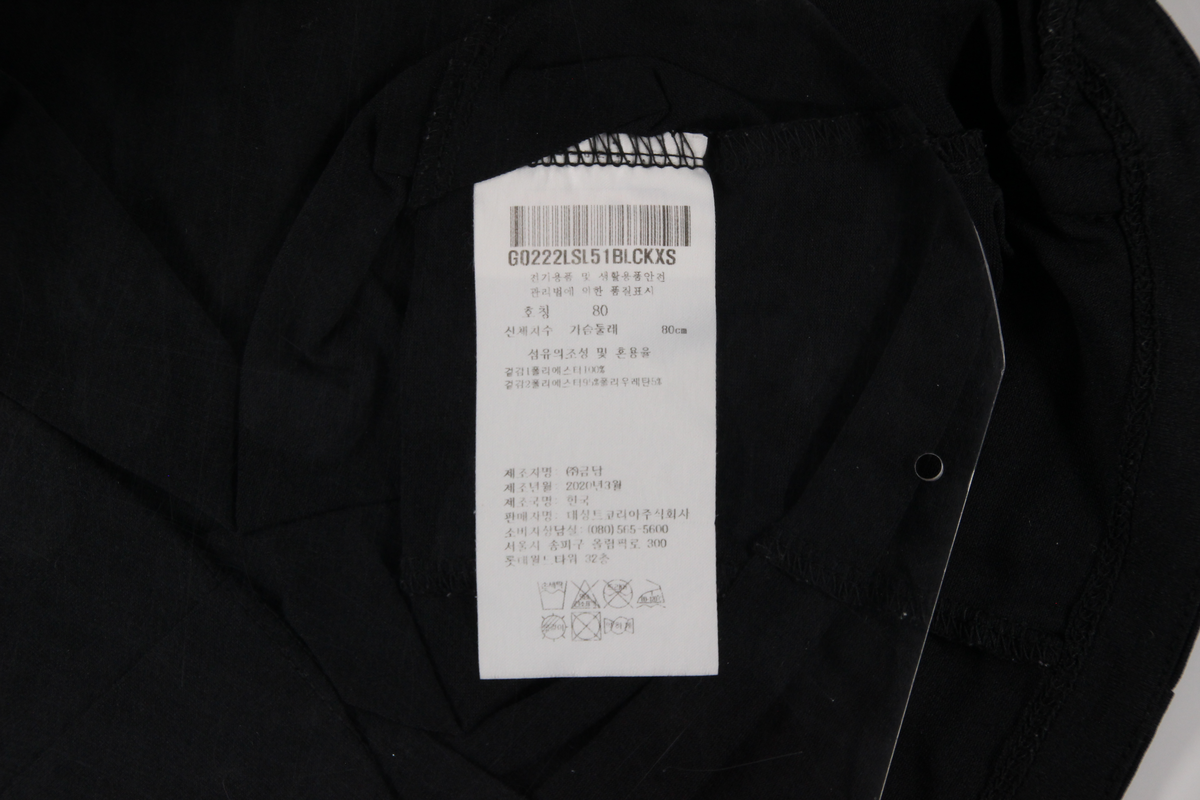 GQ222LSL51BLCKXS
전기용품 및 생활용품안전
관리법에 의한 품질표시
호칭 80
신체치수 가슴둘레 80cm
섬유의조성 및 혼용율
겉감1폴리에스터100%
겉감2폴리에스터95%폴리우레탄5%
제조자명: ㈜금담
제조년월: 2020년3월
제조국명: 한국
판매자명: 데상트코리아주식회사
소비자상담실: (080)565-5600
서울시 송파구 올림픽로 300
롯데월드타워 32층